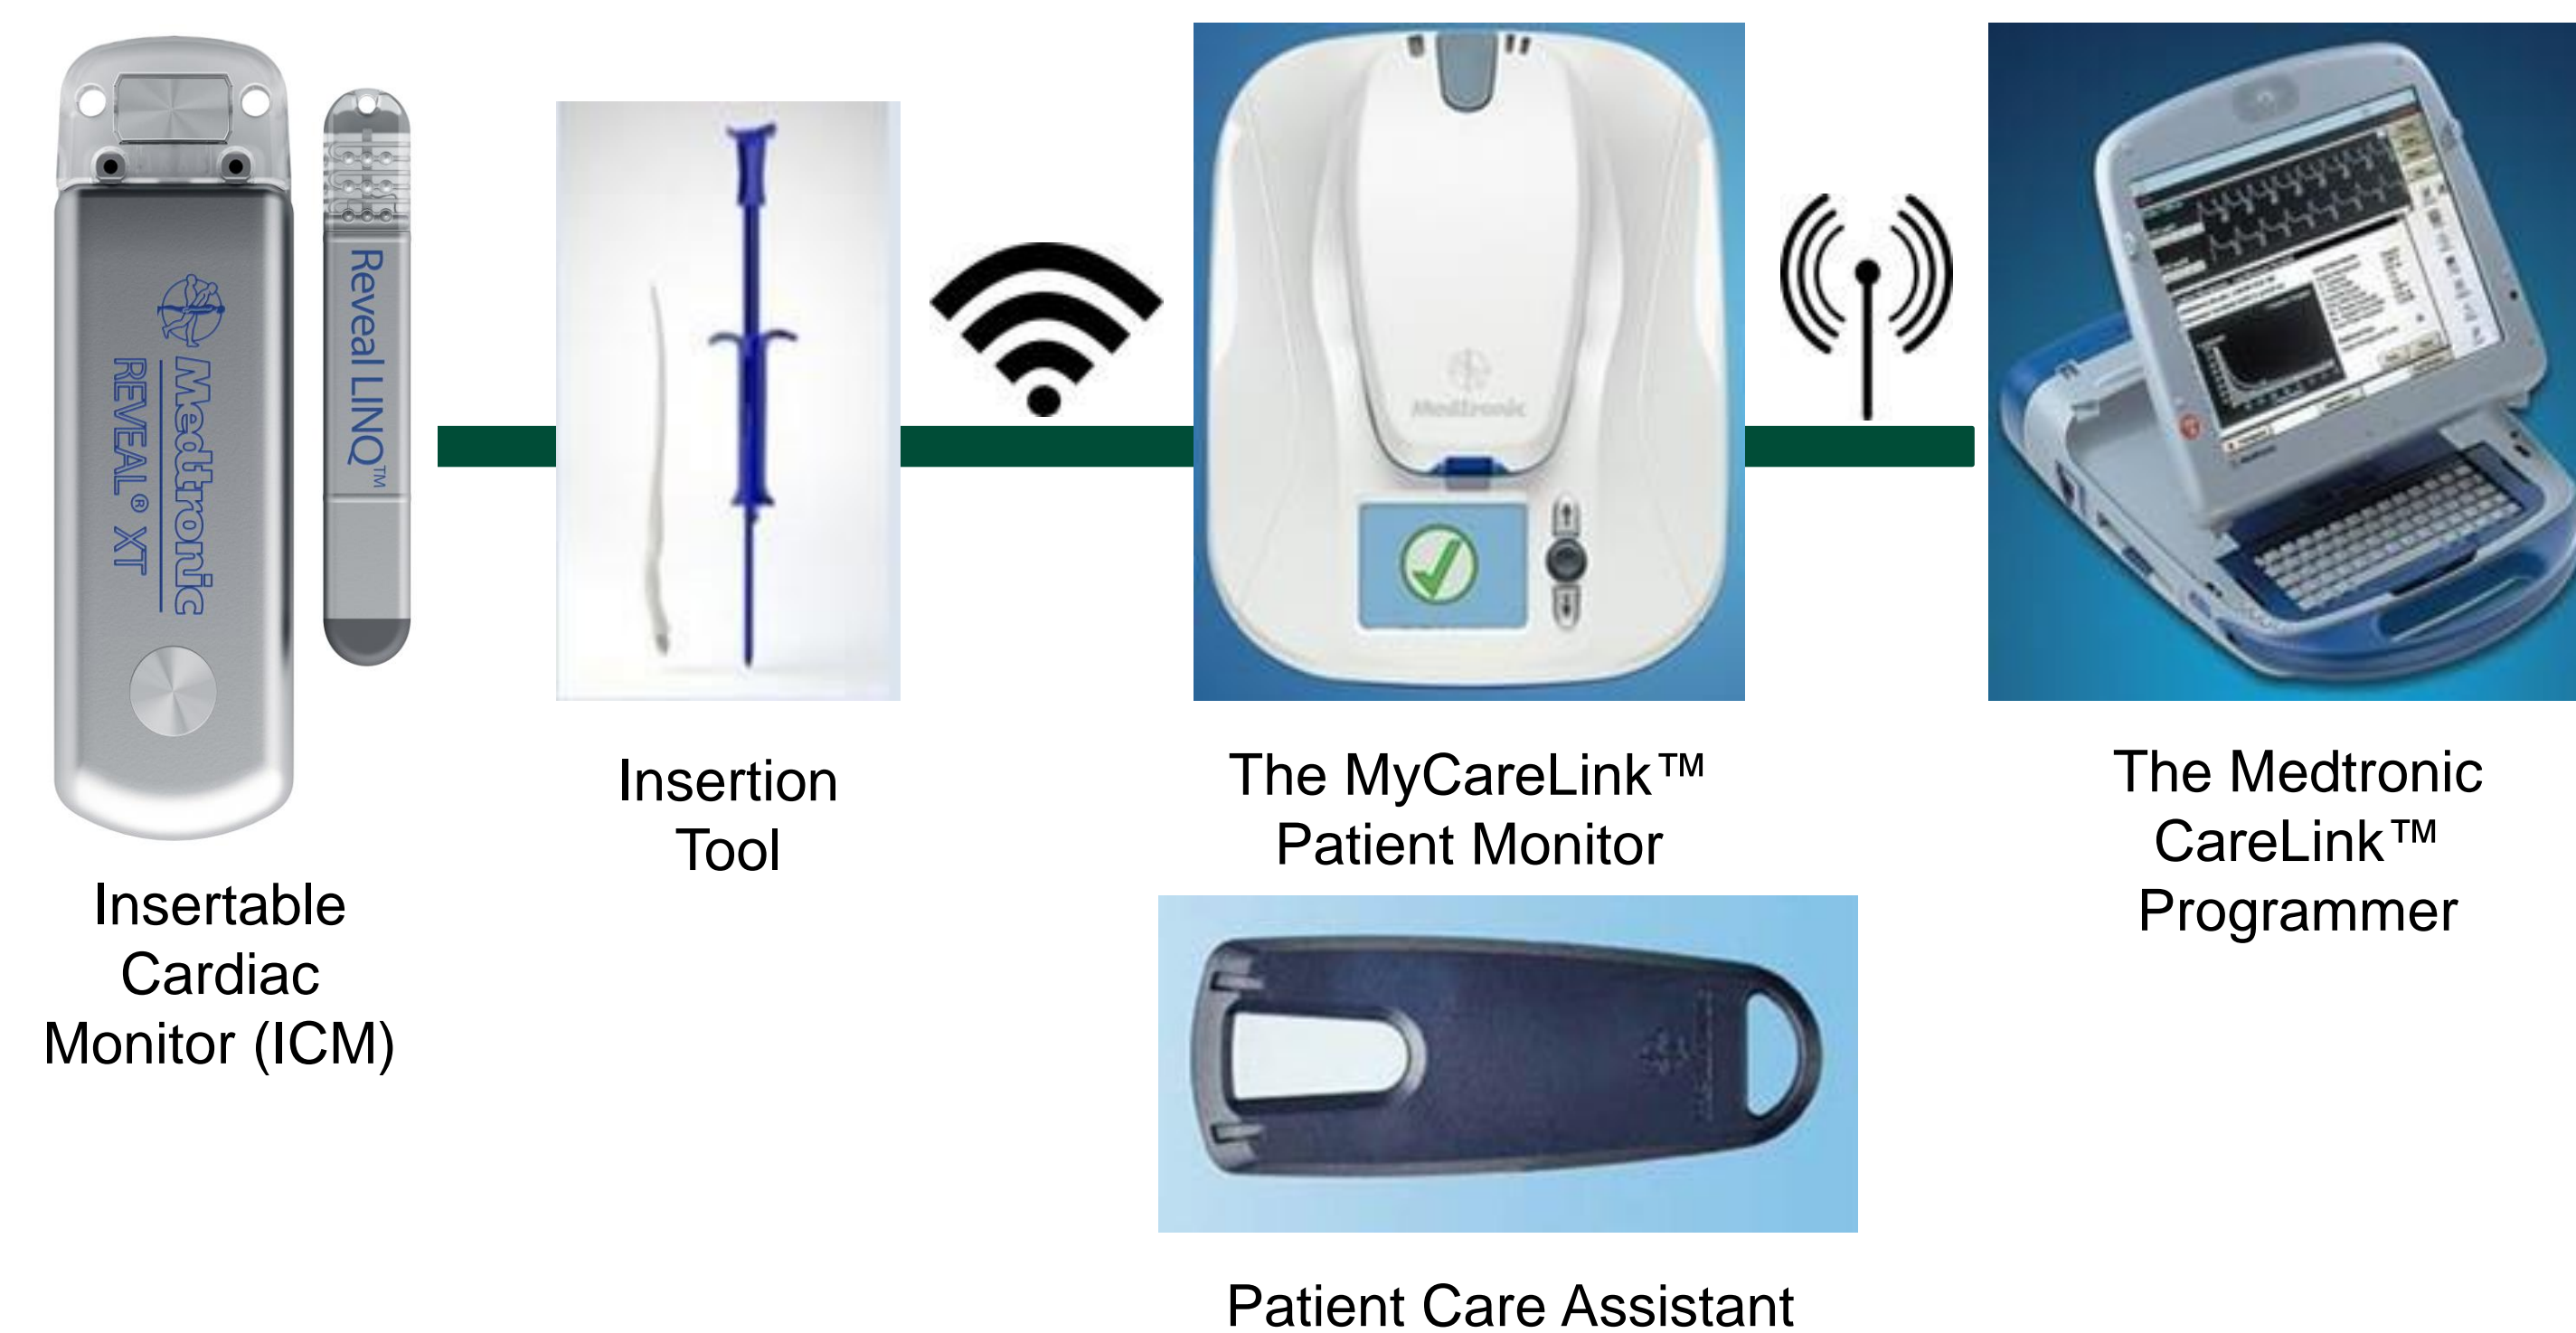 Medtronic
REVEAL® XT
Reveal LINQ™
Medtronic
Insertion
Tool
The MyCareLink™
Patient Monitor
The Medtronic
CareLink™
Programmer
Insertable
Cardiac
Monitor (ICM)
Patient Care Assistant